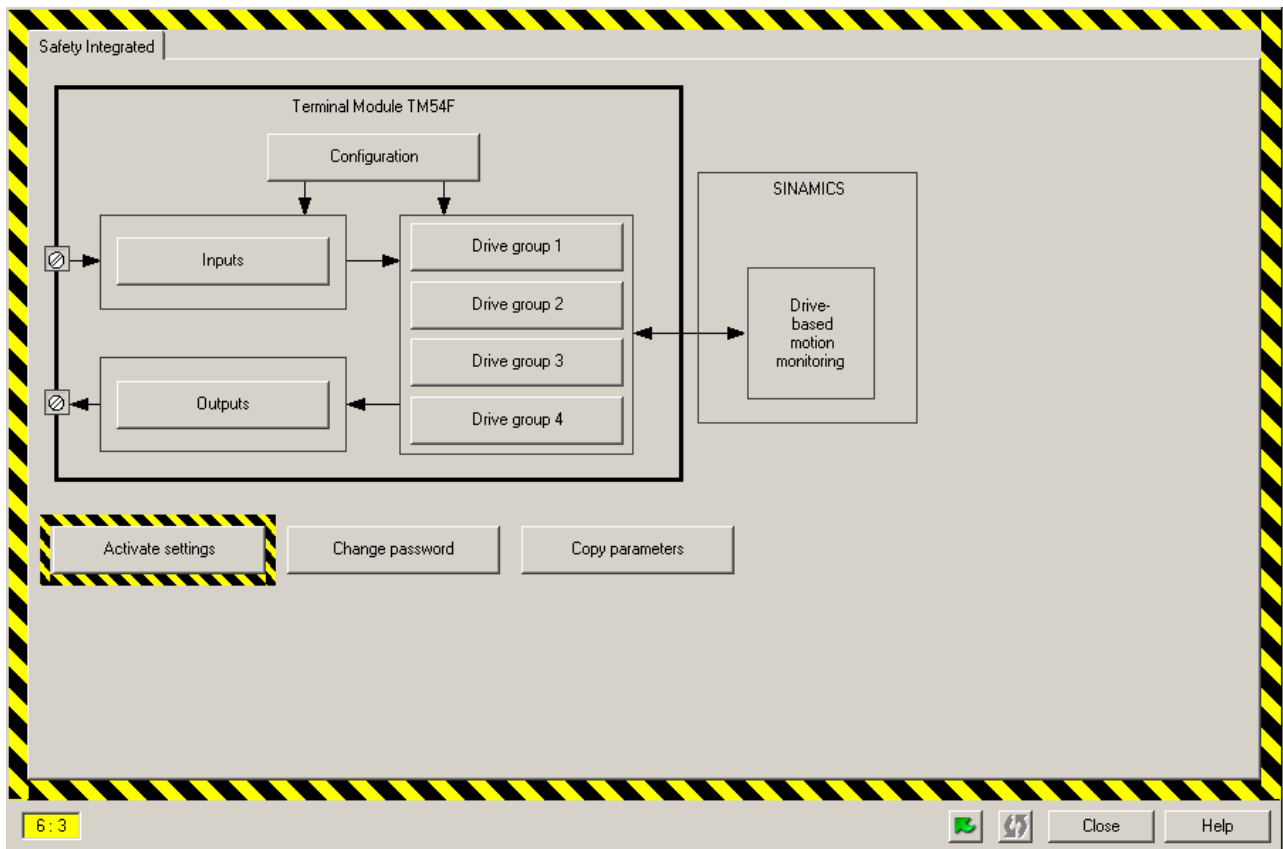 Safety Integrated
Terminal Module TM54F
Configuration
SINAMICS
Inputs
Drive group 1
Drive group 2
Drive group 3
Drive group 4
Outputs
Drive-
based
motion
monitoring
Activate settings
Change password
Copy parameters
6 : 3
Close
Help